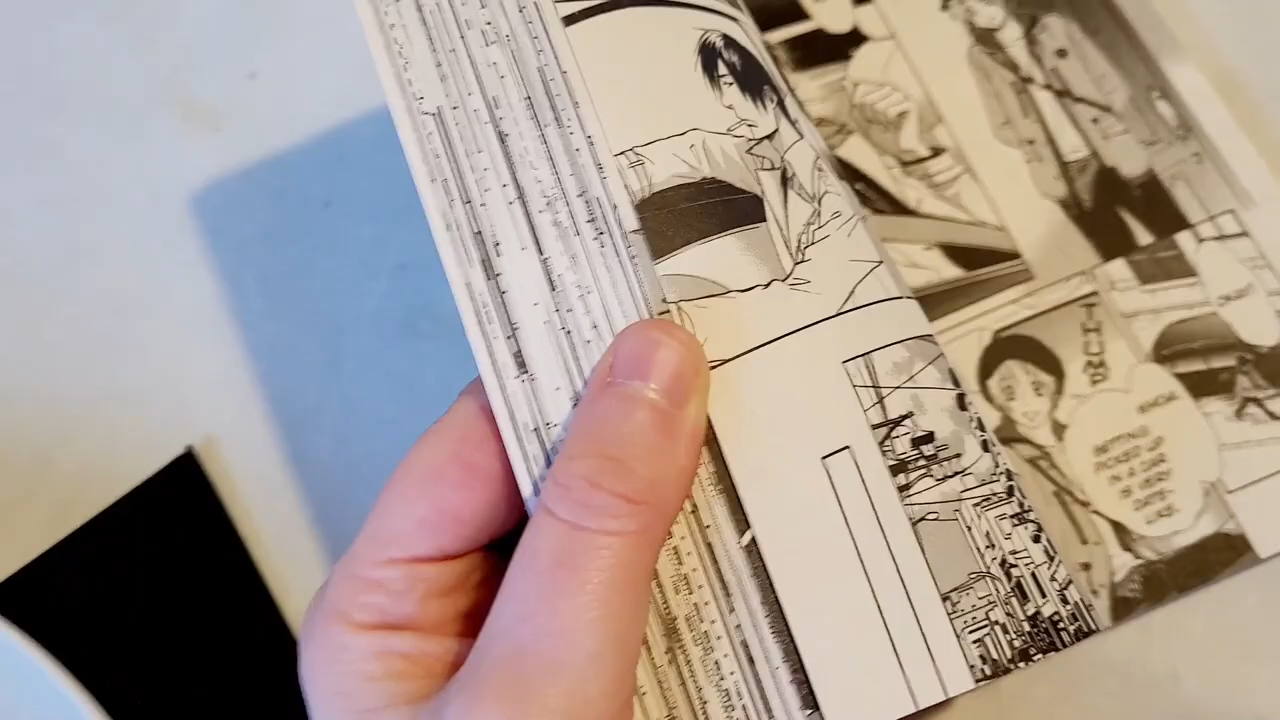 THUMP
WHOA.
GETTING
PICKED UP
IN A CAR
IS VERY
DATE-
LIKE.